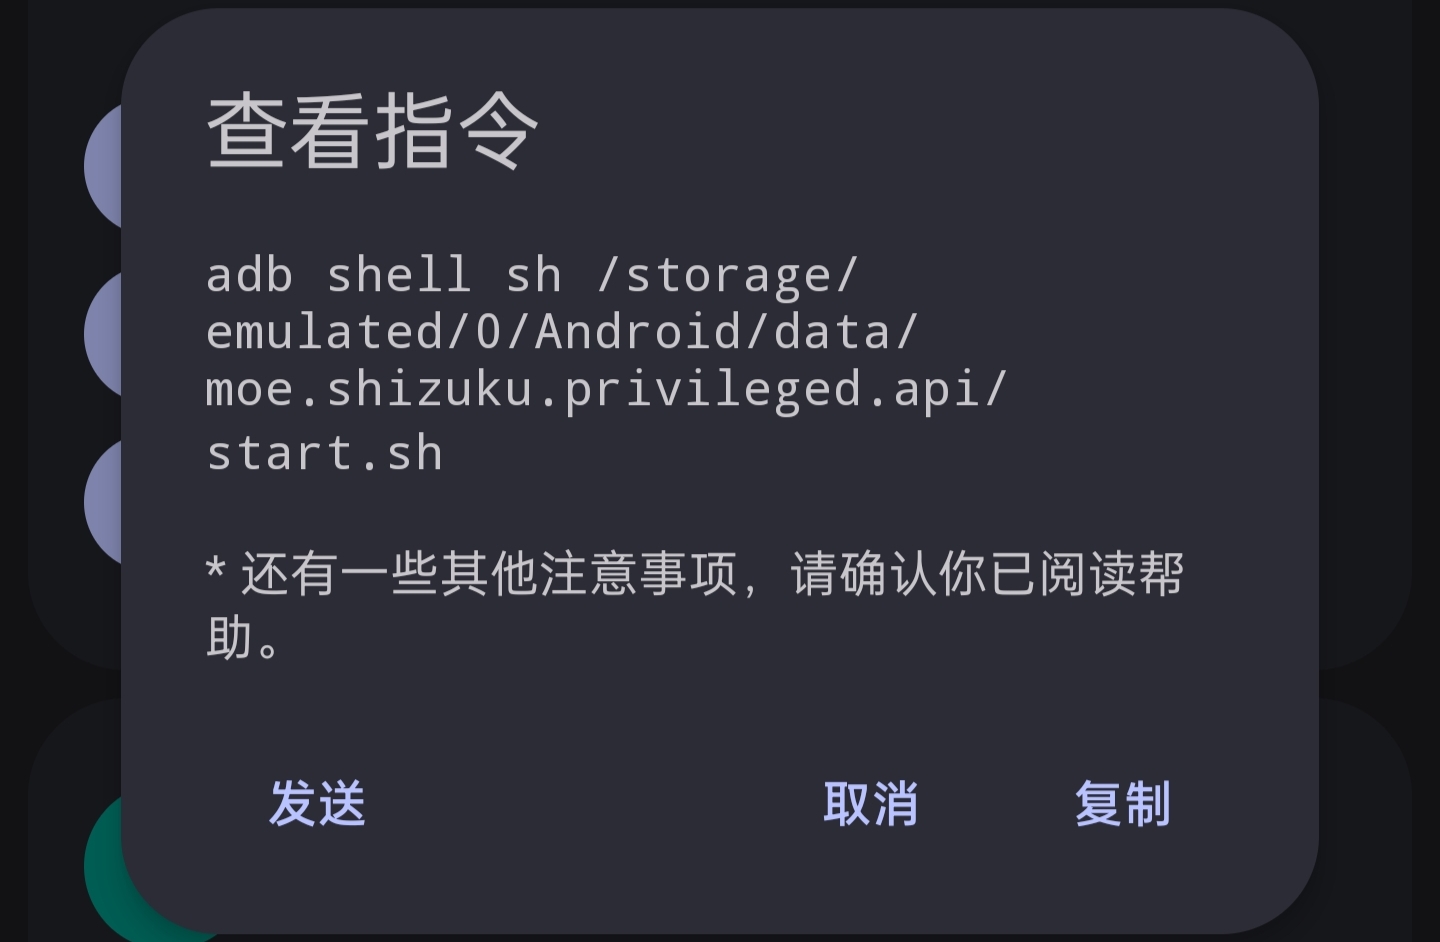 查看指令
adb shell sh /storage/
emulated/0/Android/data/
moe.shizuku.privileged.api/
start.sh
* 还有一些其他注意事项，请确认你已阅读帮
助。
发送 取消 复制